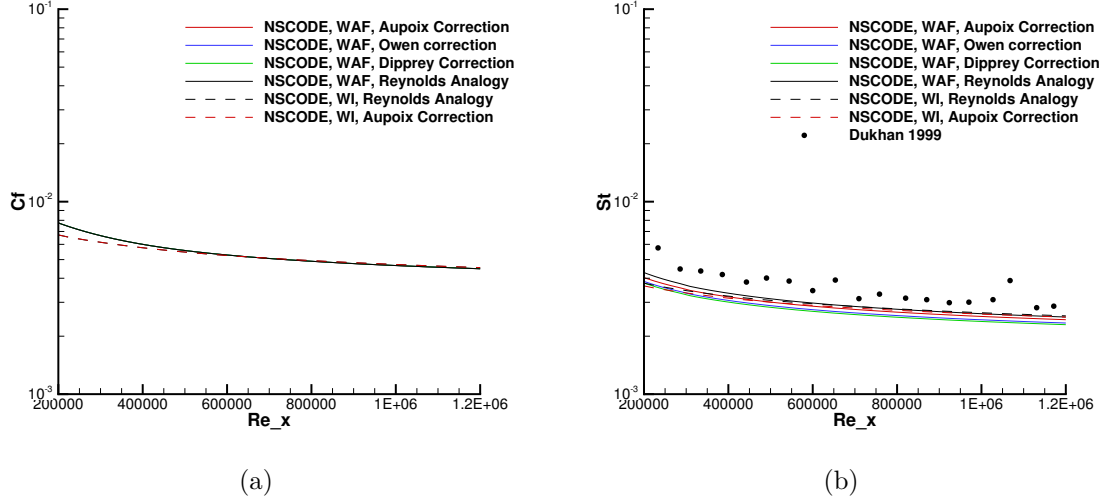 10^-1
NSCODE, WAF, Aupoix Correction
NSCODE, WAF, Owen correction
NSCODE, WAF, Dipprey Correction
NSCODE, WAF, Reynolds Analogy
NSCODE, WI, Reynolds Analogy
NSCODE, WI, Aupoix Correction
10^-2
Cf
10^-3
200000
400000
600000
800000
1E+06
1.2E+06
Re_x
(a)
10^-1
NSCODE, WAF, Aupoix Correction
NSCODE, WAF, Owen correction
NSCODE, WAF, Dipprey Correction
NSCODE, WAF, Reynolds Analogy
NSCODE, WI, Reynolds Analogy
NSCODE, WI, Aupoix Correction
Dukhan 1999
10^-2
St
10^-3
200000
400000
600000
800000
1E+06
1.2E+06
Re_x
(b)